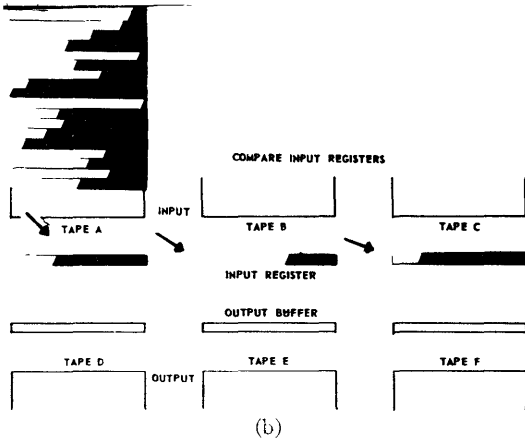 COMPARE INPUT REGISTERS
INPUT
TAPE A TAPE B TAPE C
INPUT REGISTER
OUTPUT BUFFER
TAPE D TAPE E TAPE F
OUTPUT
(b)